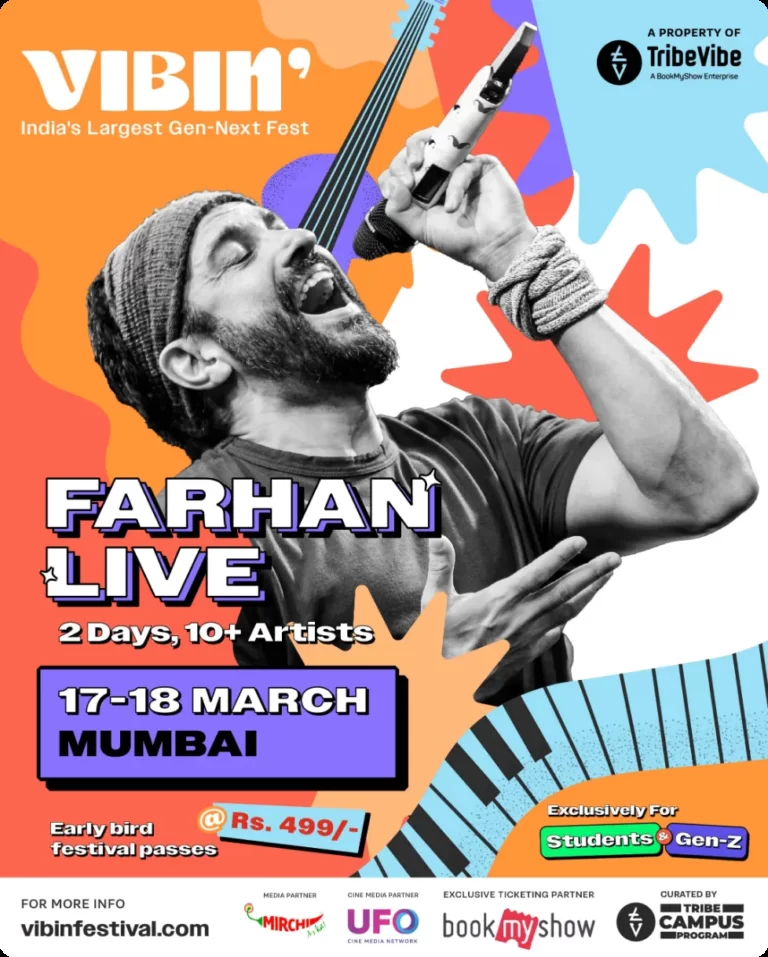 VIBIN'
India's Largest Gen-Next Fest
A PROPERTY OF
TribeVibe
A BookMyShow Enterprise
FARHAN
LIVE
2 Days, 10+ Artists
17-18 MARCH
MUMBAI
Early bird
festival passes
@ Rs. 499/-
Exclusively For
Students & Gen-Z
FOR MORE INFO
vibinfestival.com
MEDIA PARTNER
MIRCHI
CINE MEDIA PARTNER
UFO
CINE MEDIA NETWORK
EXCLUSIVE TICKETING PARTNER
bookmyshow
CURATED BY
TRIBE
CAMPUS
PROGRAM